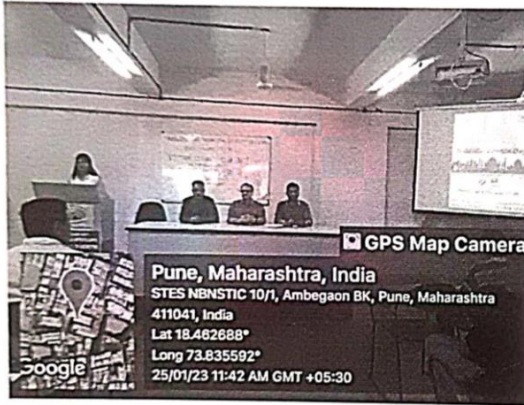 GPS Map Camera
Pune, Maharashtra, India
STES NBNSTIC 10/1, Ambegaon BK, Pune, Maharashtra
411041, India
Lat 18.462688°
Long 73.835592°
25/01/23 11:42 AM GMT +05:30
Google